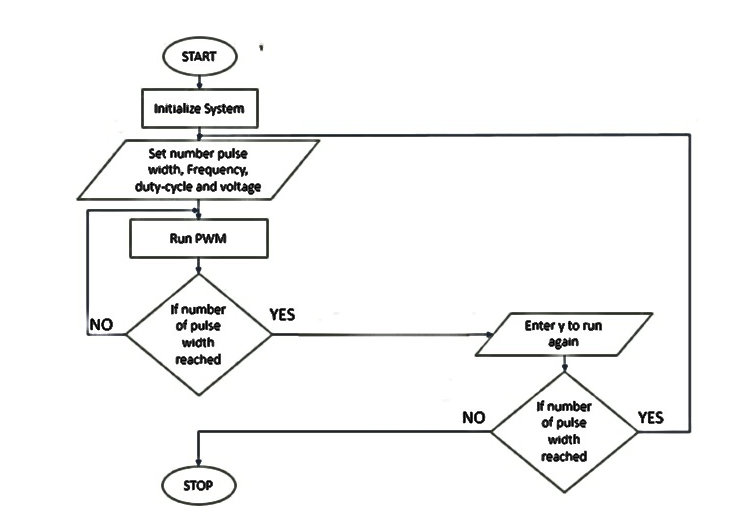 START
Initialize System
Set number pulse
width, Frequency,
duty-cycle and voltage
Run PWM
If number
of pulse
width
reached
NO
YES
Enter y to run
again
If number
of pulse
width
reached
NO
YES
STOP